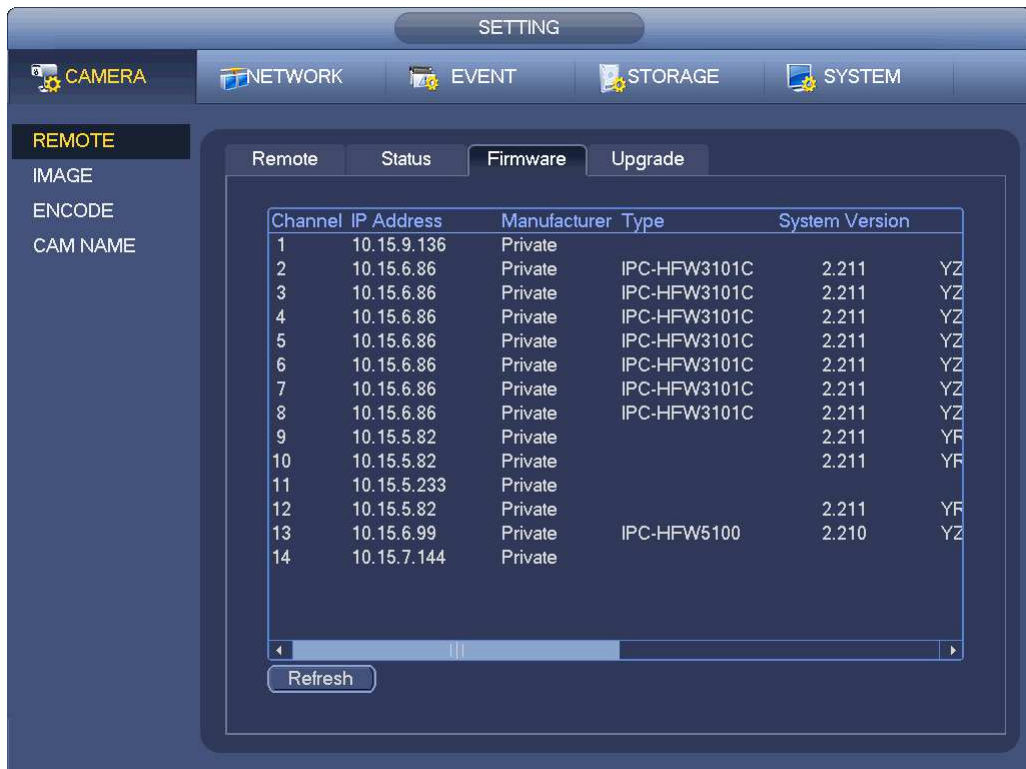 SETTING
CAMERA NETWORK EVENT STORAGE SYSTEM
REMOTE
IMAGE
ENCODE
CAM NAME
Remote Status Firmware Upgrade
Channel IP Address Manufacturer Type System Version
1 10.15.9.136 Private
2 10.15.6.86 Private IPC-HFW3101C 2.211 YZ
3 10.15.6.86 Private IPC-HFW3101C 2.211 YZ
4 10.15.6.86 Private IPC-HFW3101C 2.211 YZ
5 10.15.6.86 Private IPC-HFW3101C 2.211 YZ
6 10.15.6.86 Private IPC-HFW3101C 2.211 YZ
7 10.15.6.86 Private IPC-HFW3101C 2.211 YZ
8 10.15.6.86 Private IPC-HFW3101C 2.211 YZ
9 10.15.5.82 Private 2.211 YR
10 10.15.5.82 Private 2.211 YR
11 10.15.5.233 Private
12 10.15.5.82 Private 2.211 YR
13 10.15.6.99 Private IPC-HFW5100 2.210 YZ
14 10.15.7.144 Private
Refresh